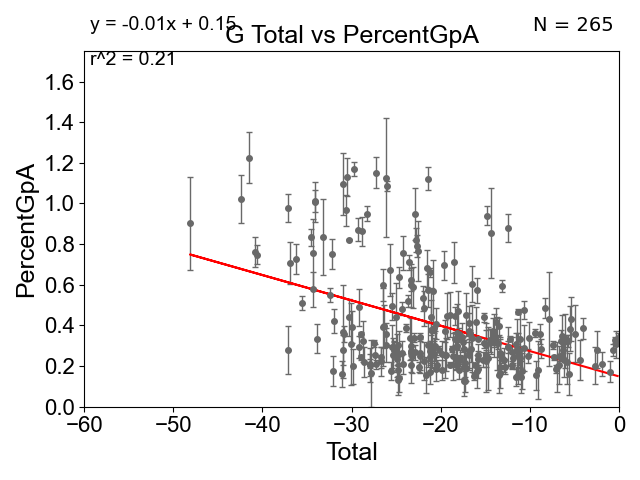 y = -0.01x + 0.15
N = 265
G Total vs PercentGpA
r^2 = 0.21
PercentGpA
1.6
1.4
1.2
1.0
0.8
0.6
0.4
0.2
0.0
−60 −50 −40 −30 −20 −10 0
Total